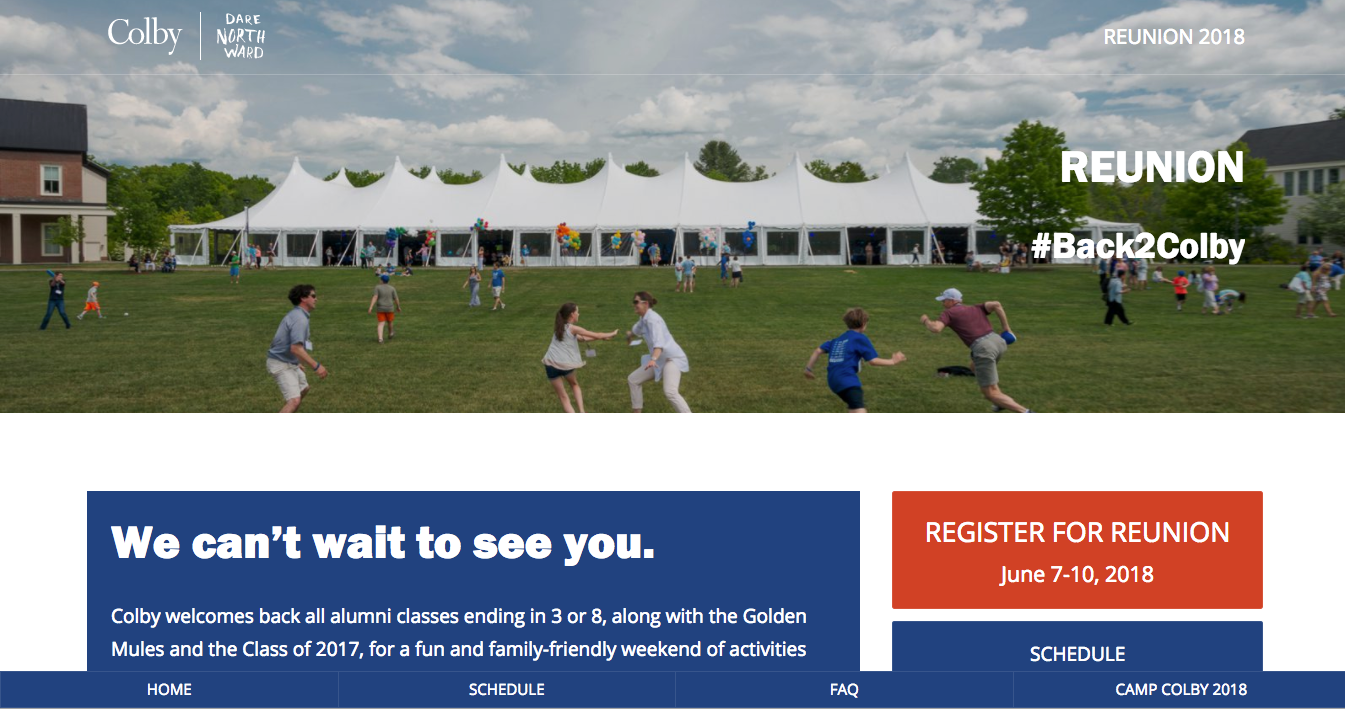 Colby
DARE
NORTH
WARD
REUNION 2018
REUNION
#Back2Colby
We can’t wait to see you.
Colby welcomes back all alumni classes ending in 3 or 8, along with the Golden
Mules and the Class of 2017, for a fun and family-friendly weekend of activities
REGISTER FOR REUNION
June 7-10, 2018
SCHEDULE
HOME
SCHEDULE
FAQ
CAMP COLBY 2018